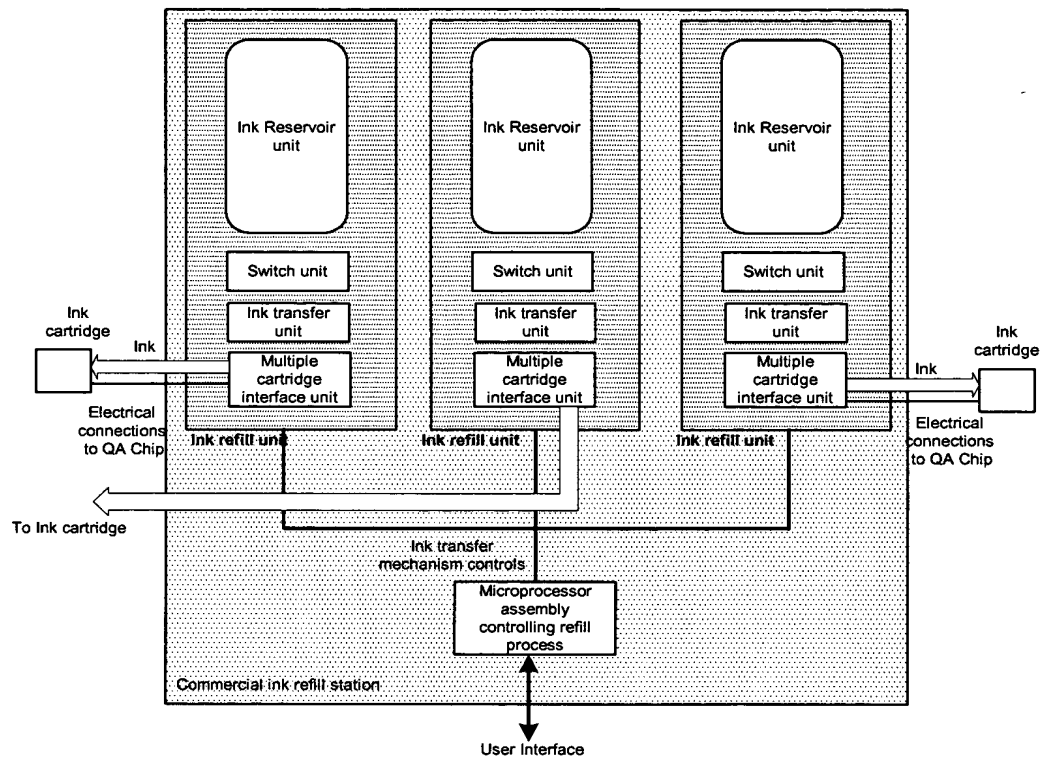 Ink Reservoir
unit
Ink Reservoir
unit
Ink Reservoir
unit
Switch unit
Switch unit
Switch unit
Ink transfer
unit
Ink transfer
unit
Ink transfer
unit
Ink
cartridge
Ink
Multiple
cartridge
interface unit
Multiple
cartridge
interface unit
Multiple
cartridge
interface unit
Ink
Ink
cartridge
Electrical
connections
to QA Chip
Ink refill unit
Ink refill unit
Ink refill unit
Electrical
connections
to QA Chip
To Ink cartridge
Ink transfer
mechanism controls
Microprocessor
assembly
controlling refill
process
Commercial ink refill station
User Interface